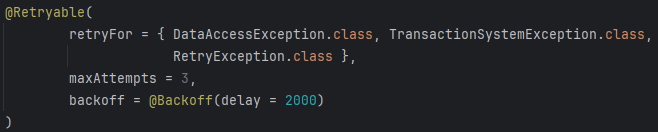 @Retryable(
retryFor = { DataAccessException.class, TransactionSystemException.class,
RetryException.class },
maxAttempts = 3,
backoff = @Backoff(delay = 2000)
)